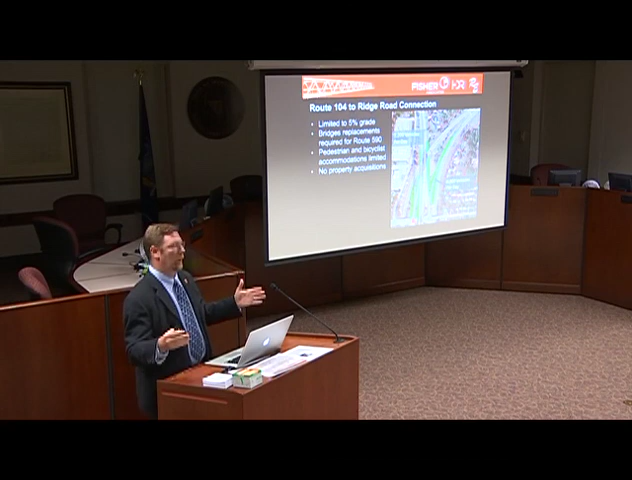 FISHER HDR
Route 104 to Ridge Road Connection
• Limited to 5% grade
• Bridges replacements
required for Route 590
• Pedestrian and bicyclist
accommodations limited
• No property acquisitions